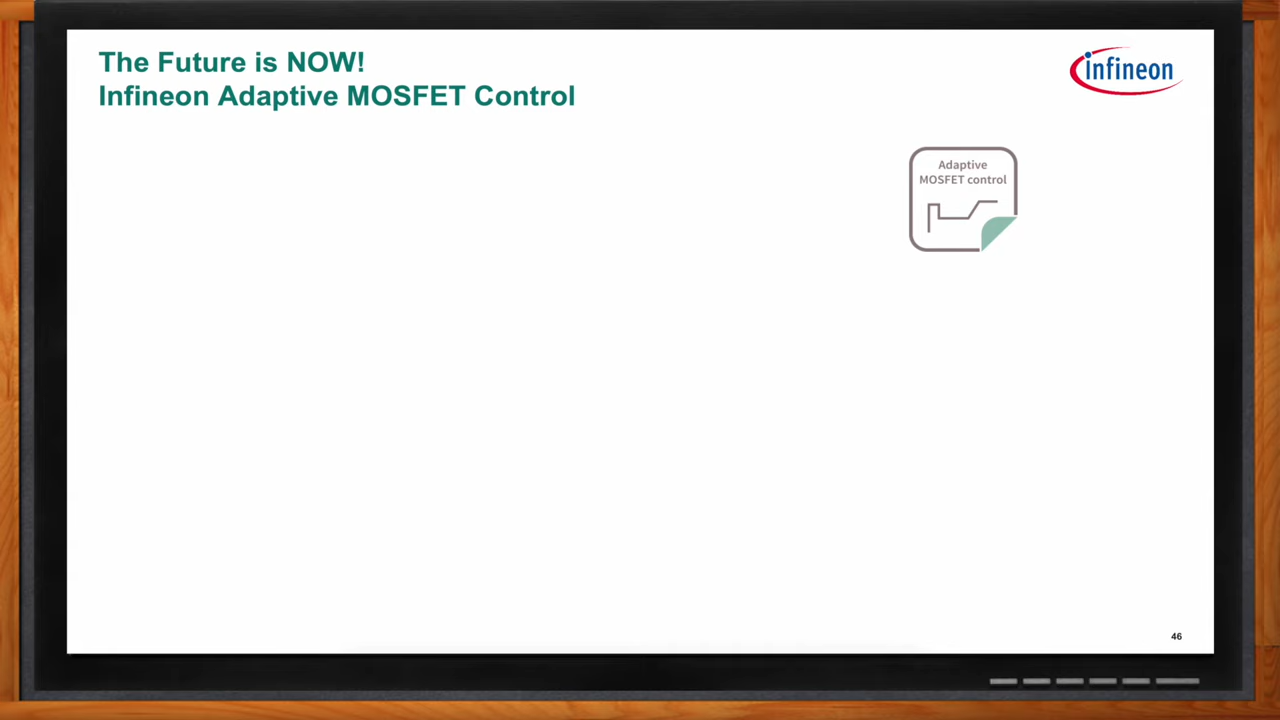 The Future is NOW!
Infineon Adaptive MOSFET Control
infineon
Adaptive
MOSFET control
46